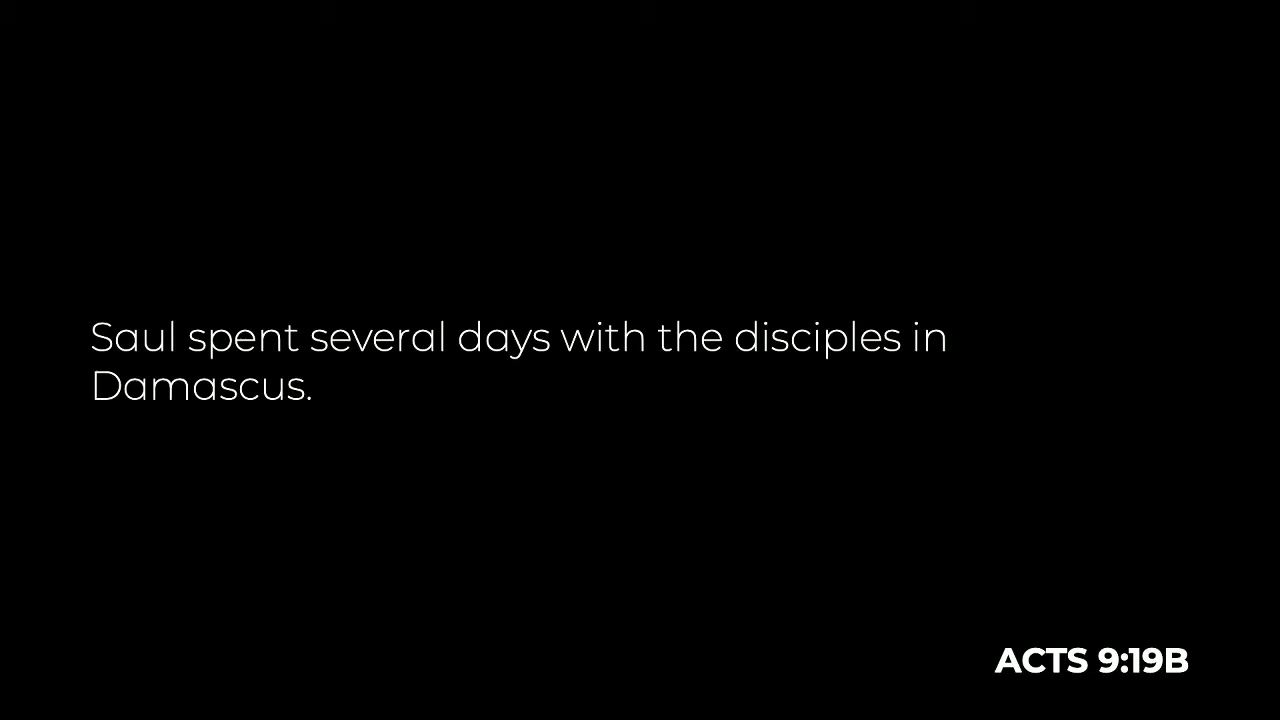 Saul spent several days with the disciples in
Damascus.
ACTS 9:19B